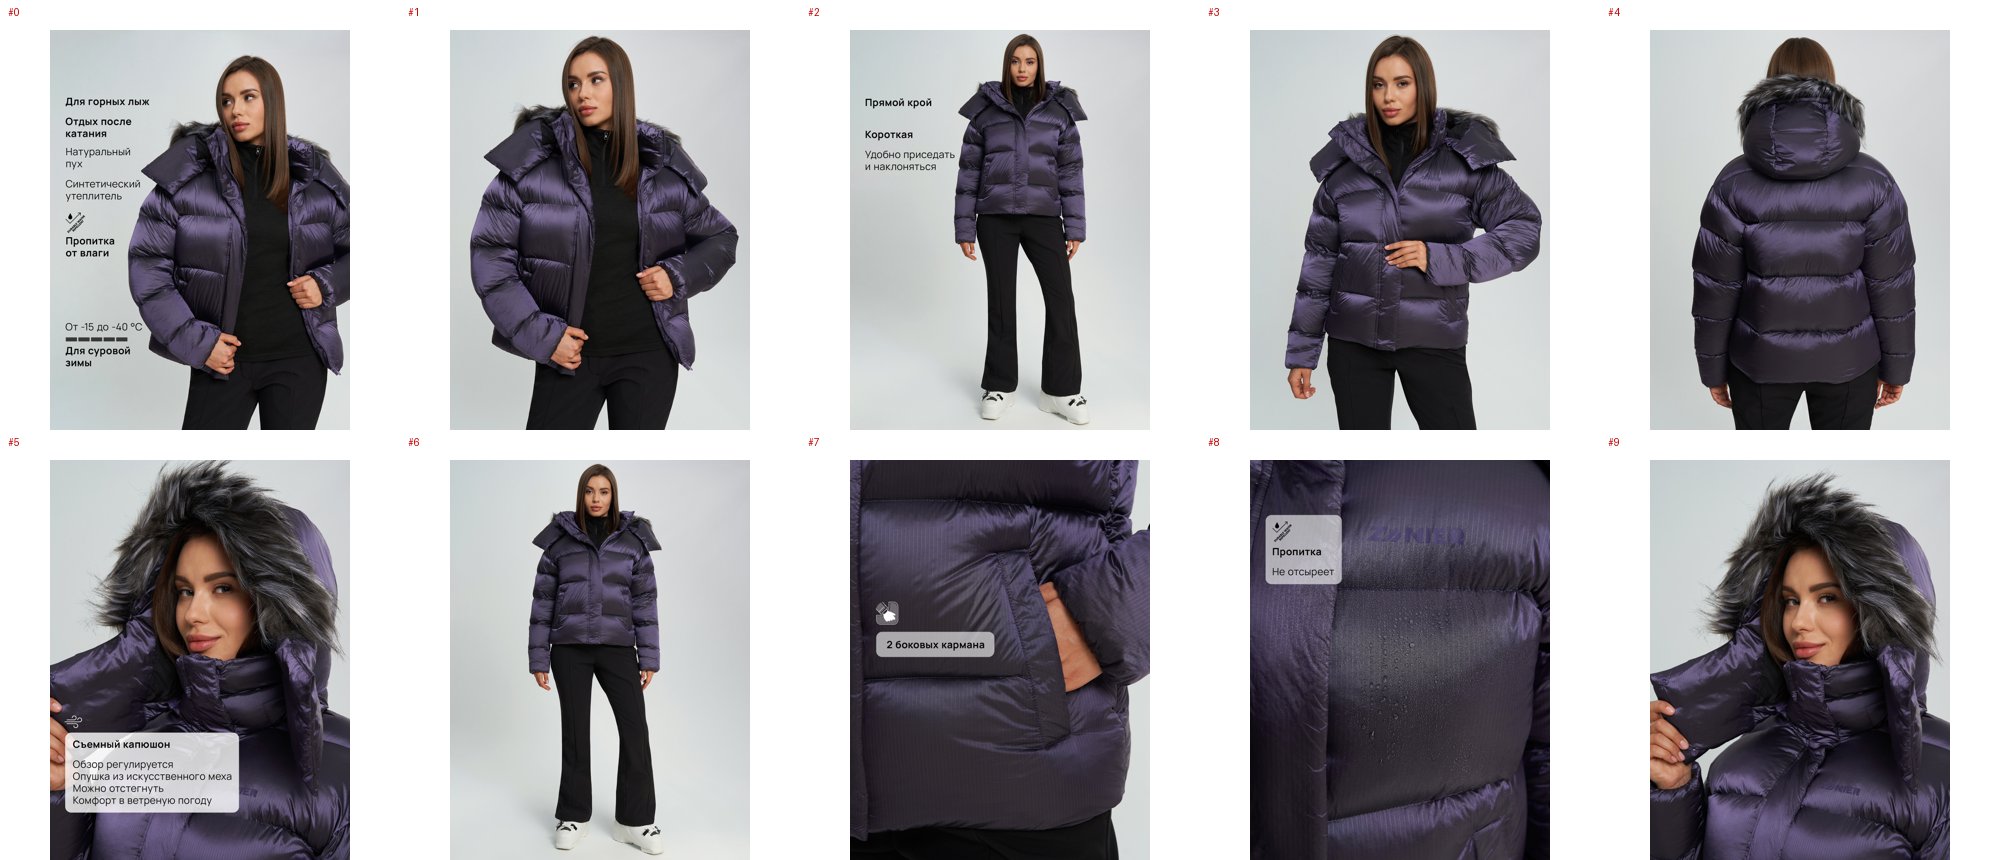 #0
#1
#2
#3
#4
Для горных лыж
Отдых после
катания
Натуральный
пух
Синтетический
утеплитель
Пропитка
от влаги
От -15 до -40 °C
Для суровой
зимы
Прямой крой
Короткая
Удобно приседать
и наклоняться
#5
#6
#7
#8
#9
Съемный капюшон
Обзор регулируется
Опушка из искусственного меха
Можно отстегнуть
Комфорт в ветреную погоду
2 боковых кармана
Пропитка
Не отсыреет